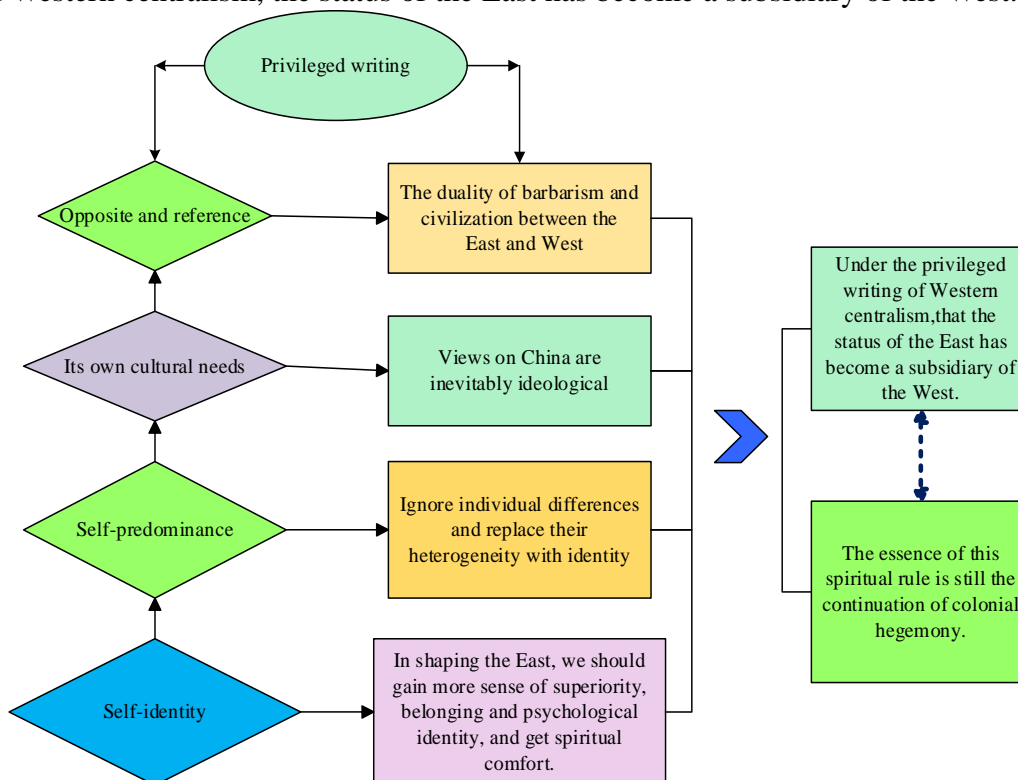 western centralism, the status of the East has become a subsidiary of the West.
Privileged writing
Opposite and reference
The duality of barbarism and
civilization between the
East and West
Its own cultural needs
Views on China are
inevitably ideological
Self-predominance
Ignore individual differences
and replace their
heterogeneity with identity
Self-identity
In shaping the East, we should
gain more sense of superiority,
belonging and psychological
identity, and get spiritual
comfort.
Under the privileged
writing of Western
centralism,that the
status of the East has
become a subsidiary of
the West.
The essence of this
spiritual rule is still the
continuation of colonial
hegemony.